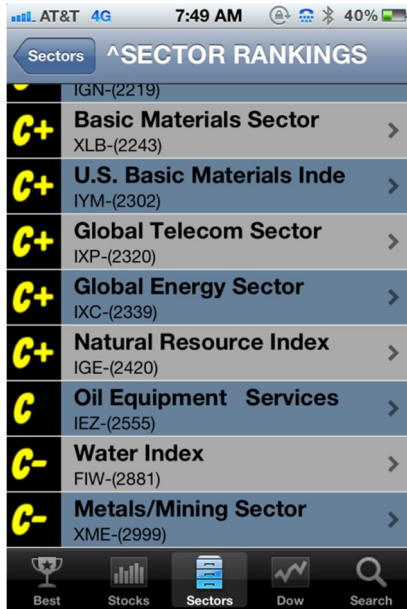 AT&T 4G 7:49 AM 40%
Sectors ^SECTOR RANKINGS
IGN-(2219)
C+ Basic Materials Sector
XLB-(2243)
C+ U.S. Basic Materials Inde
IYM-(2302)
C+ Global Telecom Sector
IXP-(2320)
C+ Global Energy Sector
IXC-(2339)
C+ Natural Resource Index
IGE-(2420)
C Oil Equipment Services
IEZ-(2555)
C- Water Index
FIW-(2881)
C- Metals/Mining Sector
XME-(2999)
Best Stocks Sectors Dow Search